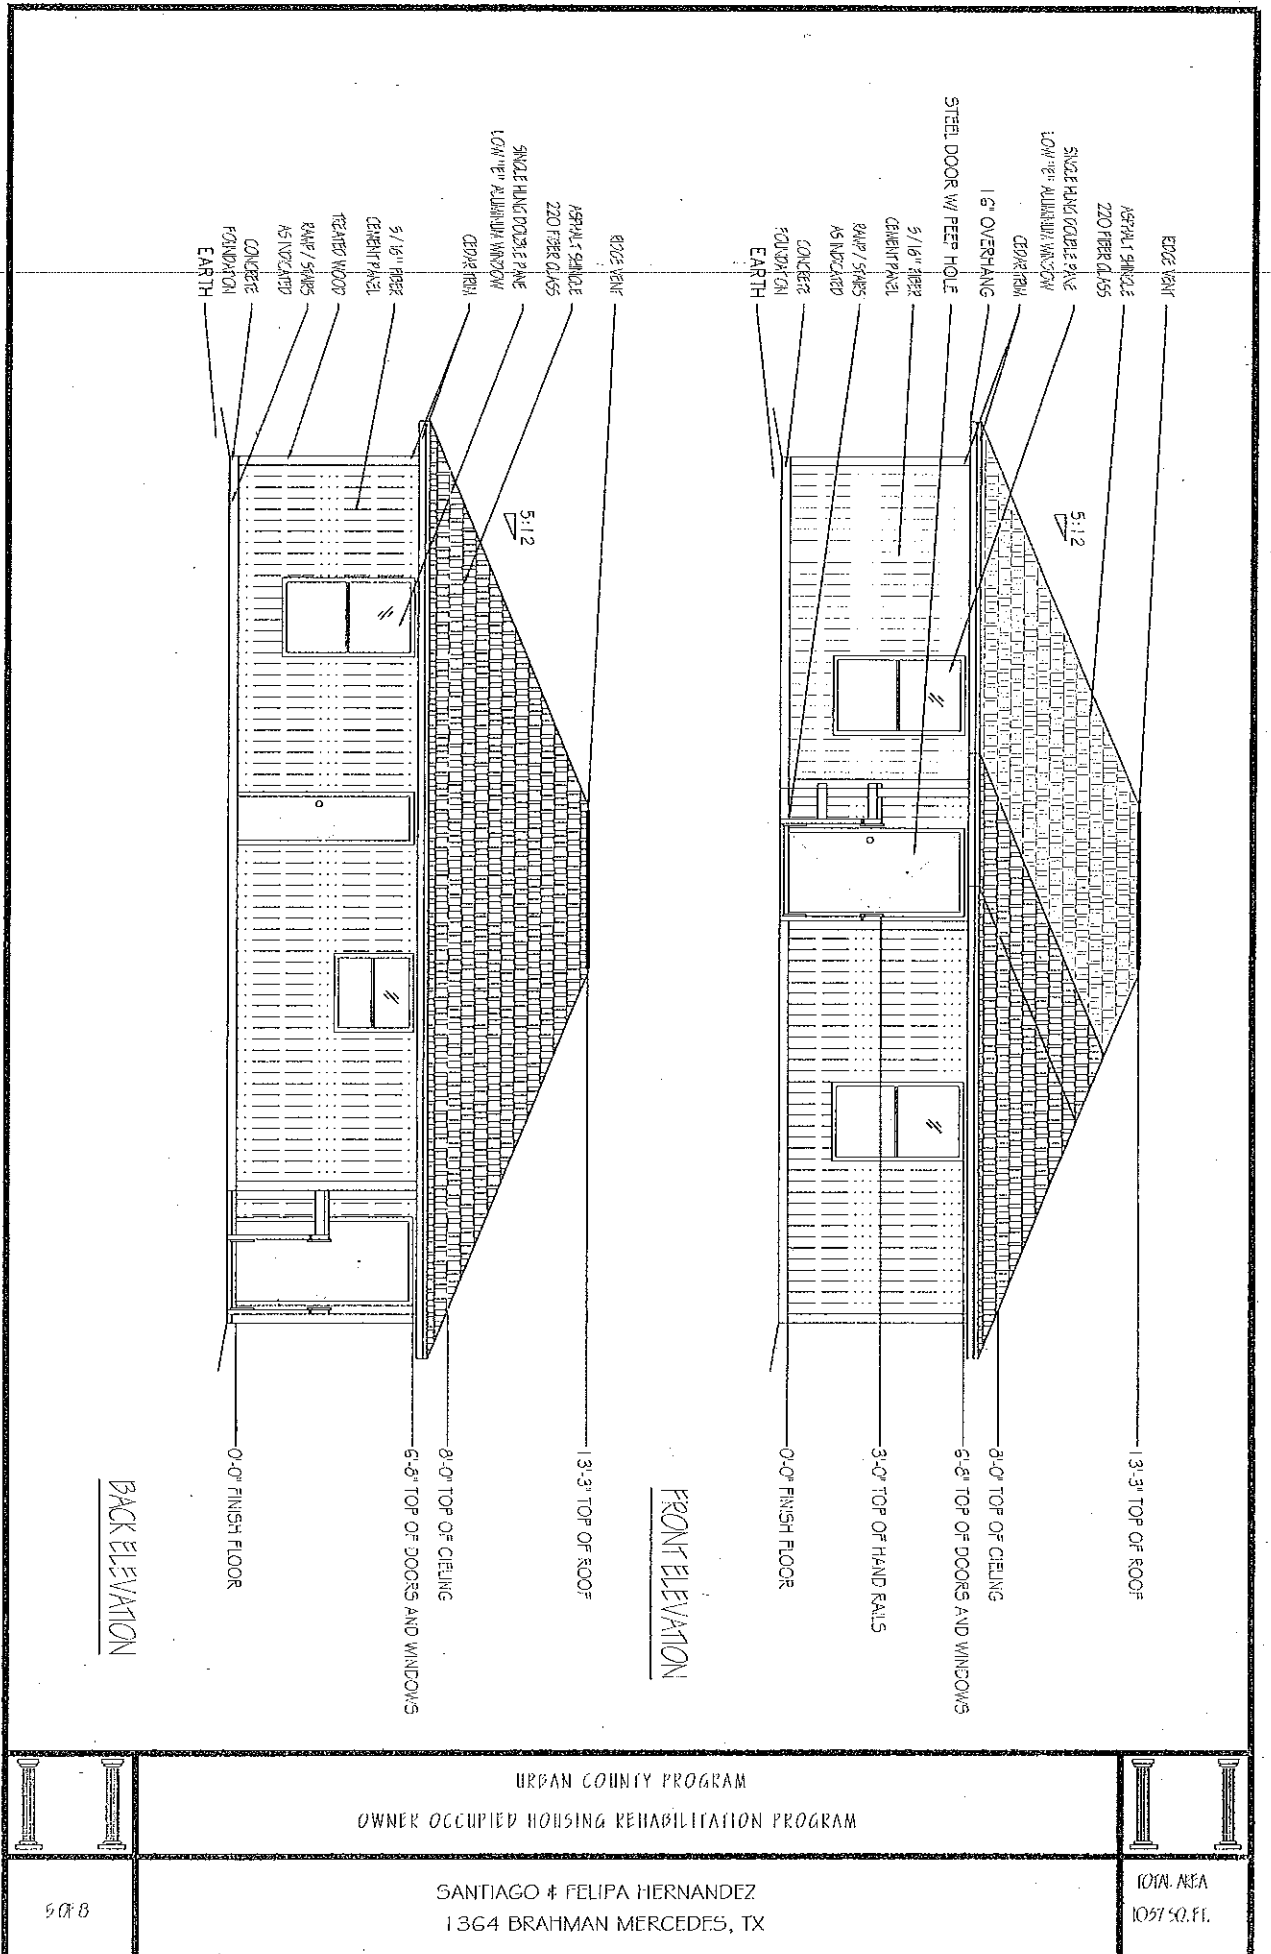 RIDGE VENT
ASPHALT SHINGLE
220 FIBER GLASS
SINGLE HUNG DOUBLE PANE
LOW "E" ALUMINUM WINDOW
CEDAR TRIM
16" OVERHANG
STEEL DOOR W/ PEEP HOLE
5/16" FIBER
CEMENT PANEL
RAMP / STAIRS
AS INDICATED
CONCRETE
FOUNDATION
EARTH
5:12
13'-3" TOP OF ROOF
8'-0" TOP OF CIELING
6'-8" TOP OF DOORS AND WINDOWS
3'-0" TOP OF HAND RAILS
0'-0" FINISH FLOOR
FRONT ELEVATION
RIDGE VENT
ASPHALT SHINGLE
220 FIBER GLASS
SINGLE HUNG DOUBLE PANE
LOW "E" ALUMINUM WINDOW
CEDAR TRIM
5/16" FIBER
CEMENT PANEL
TREATED WOOD
RAMP / STAIRS
AS INDICATED
CONCRETE
FOUNDATION
EARTH
5:12
13'-3" TOP OF ROOF
8'-0" TOP OF CIELING
6'-8" TOP OF DOORS AND WINDOWS
0'-0" FINISH FLOOR
BACK ELEVATION
URBAN COUNTY PROGRAM
OWNER OCCUPIED HOUSING REHABILITATION PROGRAM
5 OF 8
SANTIAGO & FELIPA HERNANDEZ
1364 BRAHMAN MERCEDES, TX
TOTAL AREA
1057 SQ. FT.